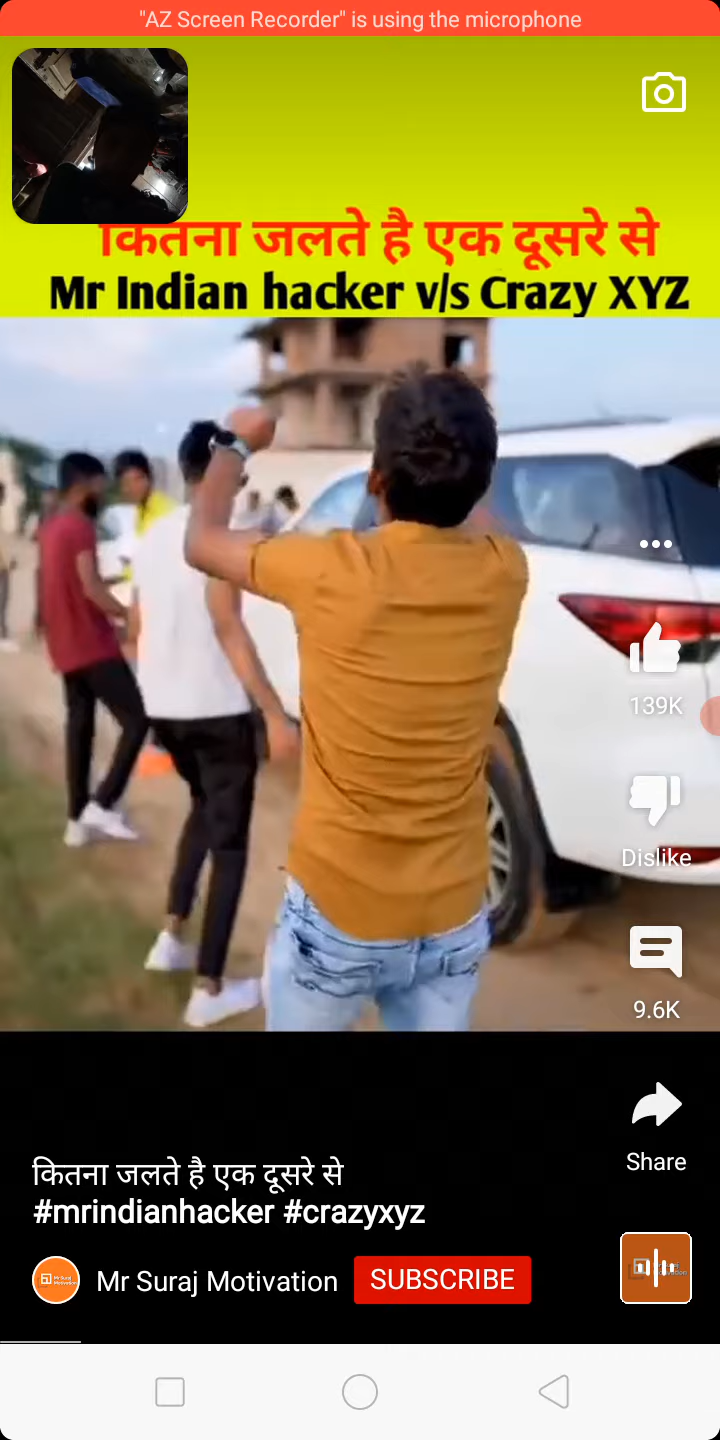 "AZ Screen Recorder" is using the microphone
कितना जलते है एक दूसरे से
Mr Indian hacker v/s Crazy XYZ
139K
Dislike
9.6K
Share
कितना जलते है एक दूसरे से
#mrindianhacker #crazyxyz
Mr Suraj Motivation
SUBSCRIBE